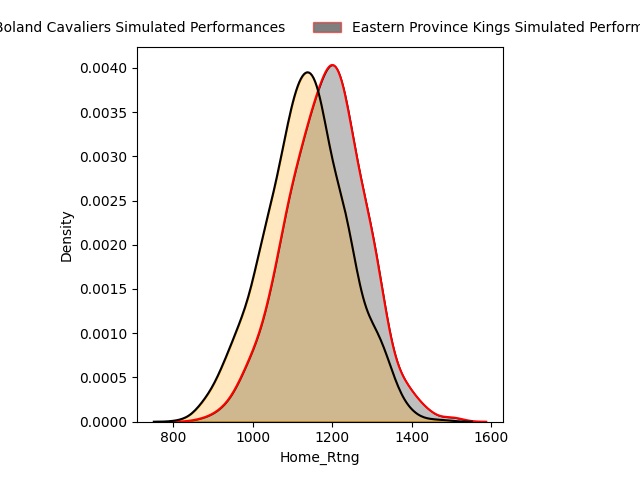 Boland Cavaliers Simulated Performances
Eastern Province Kings Simulated Perform
0.0040
0.0035
0.0030
0.0025
0.0020
0.0015
0.0010
0.0005
0.0000
Density
800 1000 1200 1400 1600
Home_Rtng